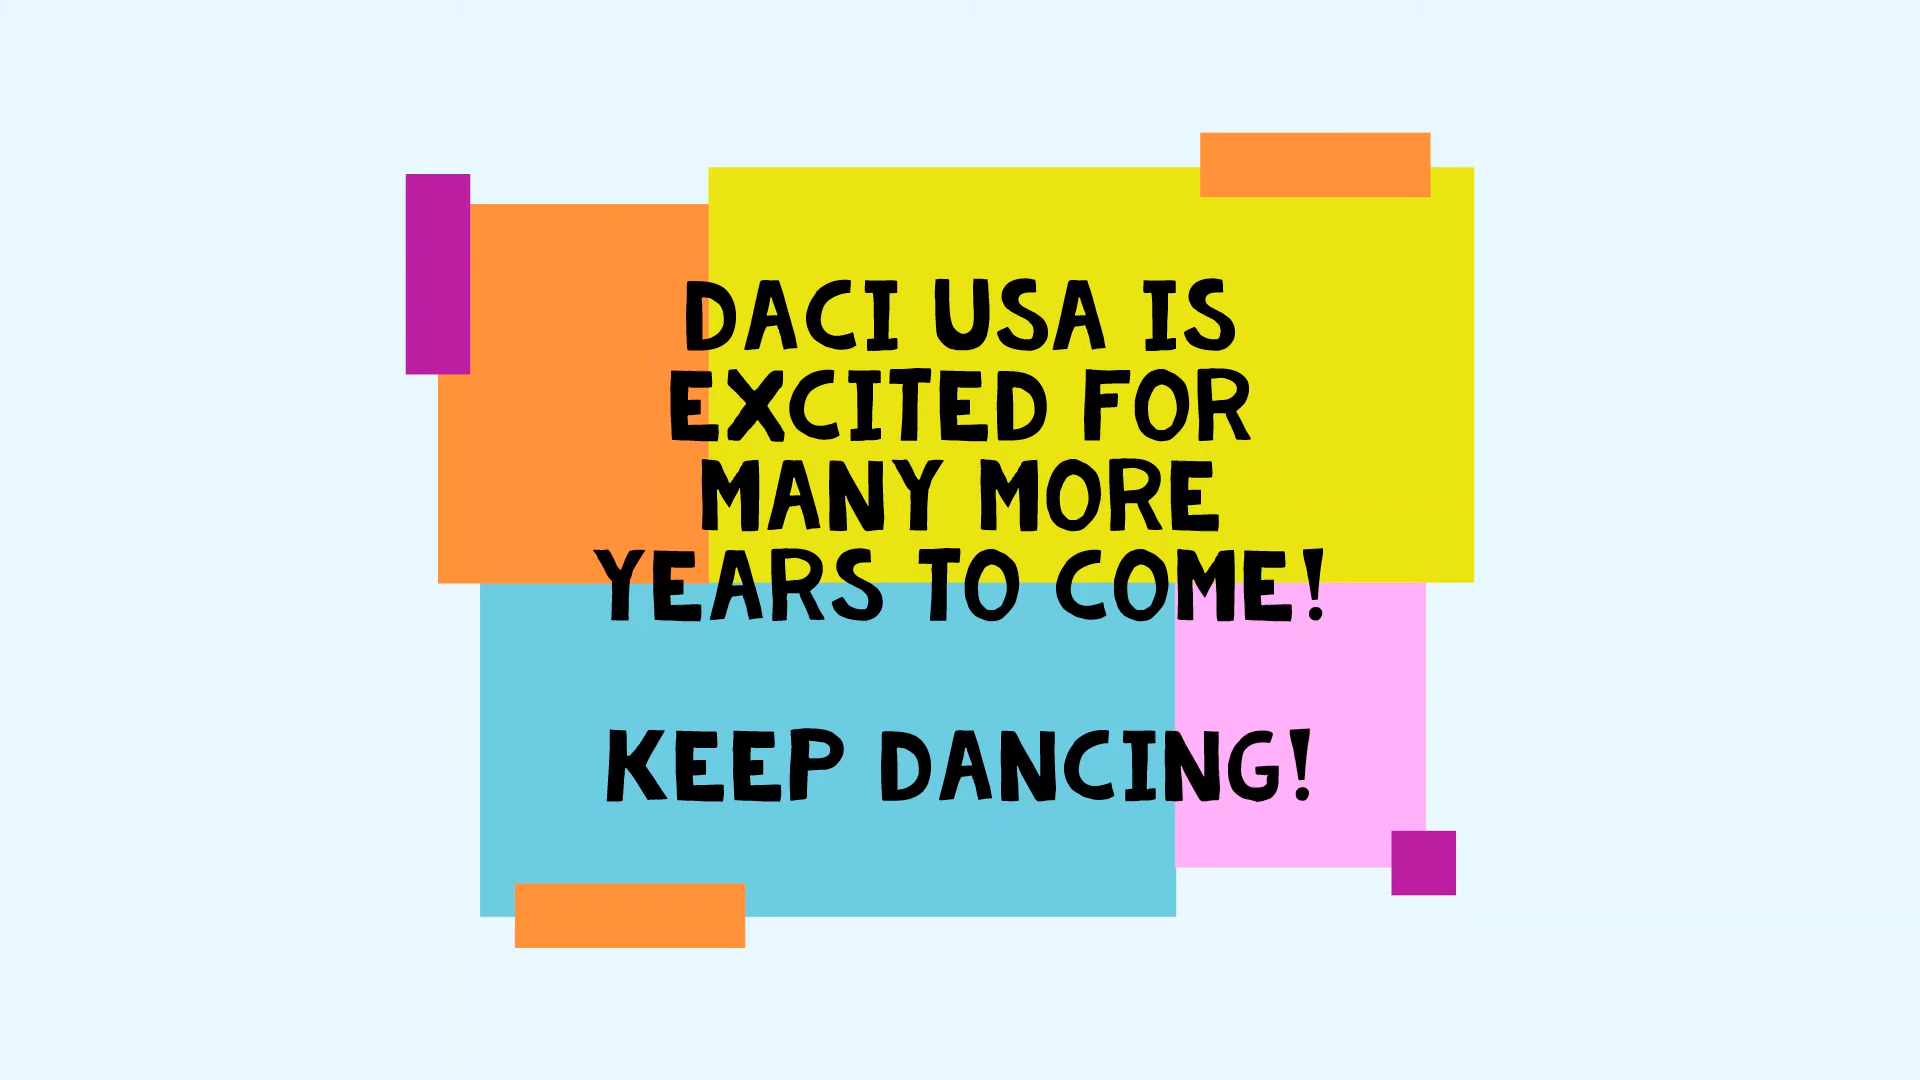 DACI USA IS
EXCITED FOR
MANY MORE
YEARS TO COME!
KEEP DANCING!